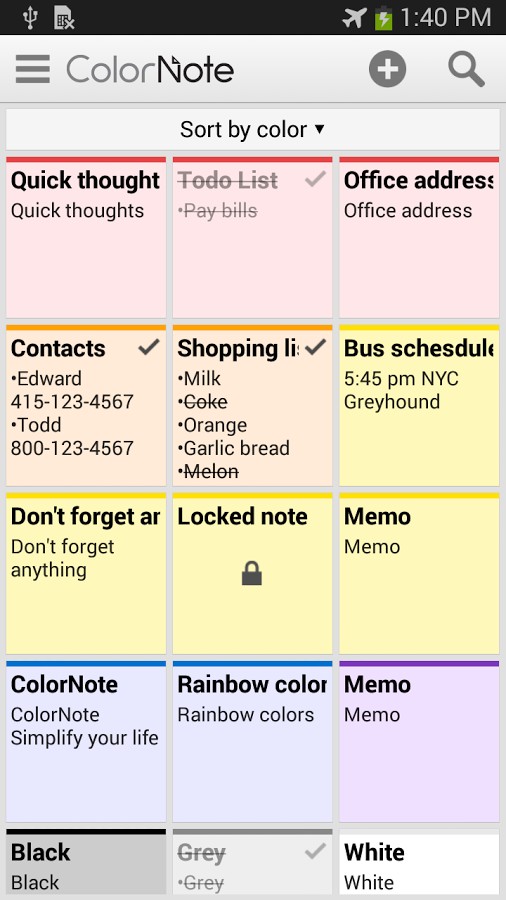 1:40 PM
ColorNote
Sort by color ▼
Quick thought
Quick thoughts
Todo List
•Pay bills
Office address
Office address
Contacts
•Edward
415-123-4567
•Todd
800-123-4567
Shopping li
•Milk
•Coke
•Orange
•Garlic bread
•Melon
Bus schesdule
5:45 pm NYC
Greyhound
Don't forget an
Don't forget
anything
Locked note
Memo
Memo
ColorNote
ColorNote
Simplify your life
Rainbow color
Rainbow colors
Memo
Memo
Black
Black
Grey
•Grey
White
White